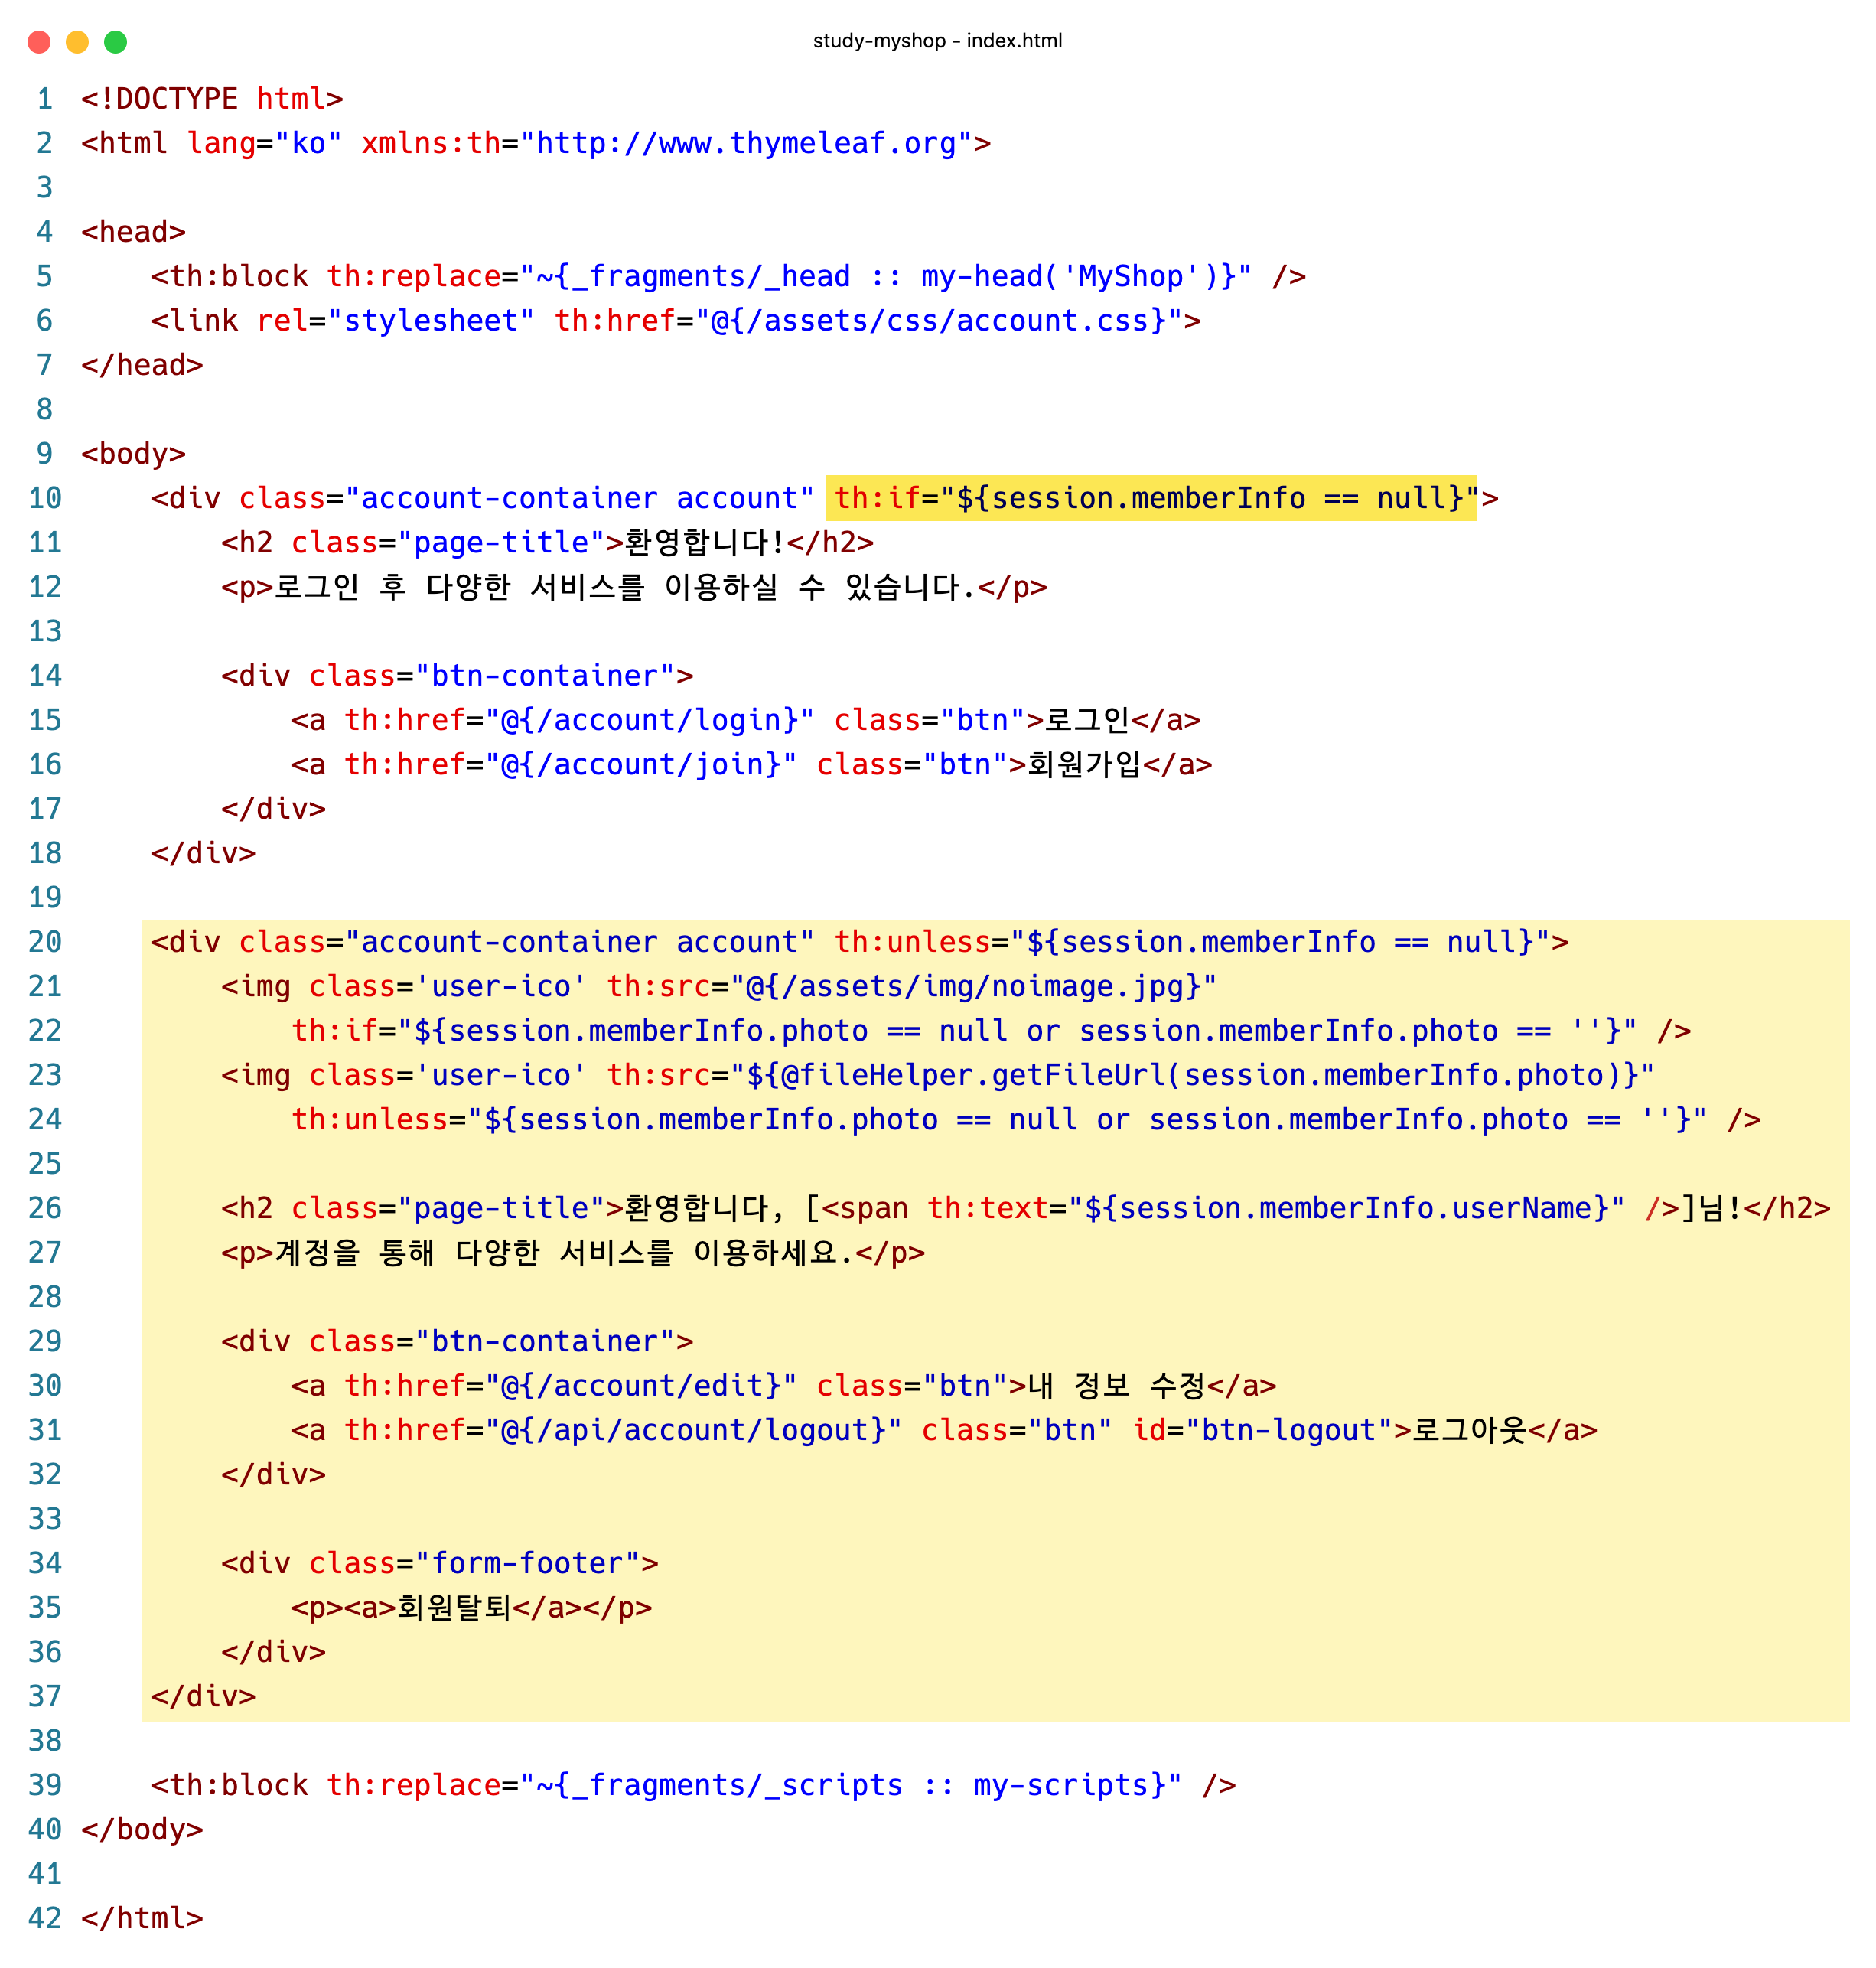 study-myshop - index.html
1 <!DOCTYPE html>
2 <html lang="ko" xmlns:th="http://www.thymeleaf.org">
3
4 <head>
5     <th:block th:replace="~{_fragments/_head :: my-head('MyShop')}" />
6     <link rel="stylesheet" th:href="@{/assets/css/account.css}">
7 </head>
8
9 <body>
10     <div class="account-container account" th:if="${session.memberInfo == null}">
11         <h2 class="page-title">환영합니다!</h2>
12         <p>로그인 후 다양한 서비스를 이용하실 수 있습니다.</p>
13
14         <div class="btn-container">
15             <a th:href="@{/account/login}" class="btn">로그인</a>
16             <a th:href="@{/account/join}" class="btn">회원가입</a>
17         </div>
18     </div>
19
20     <div class="account-container account" th:unless="${session.memberInfo == null}">
21         <img class='user-ico' th:src="@{/assets/img/noimage.jpg}"
22             th:if="${session.memberInfo.photo == null or session.memberInfo.photo == ''}" />
23         <img class='user-ico' th:src="${@fileHelper.getFileUrl(session.memberInfo.photo)}"
24             th:unless="${session.memberInfo.photo == null or session.memberInfo.photo == ''}" />
25
26         <h2 class="page-title">환영합니다, [<span th:text="${session.memberInfo.userName}" />]님!</h2>
27         <p>계정을 통해 다양한 서비스를 이용하세요.</p>
28
29         <div class="btn-container">
30             <a th:href="@{/account/edit}" class="btn">내 정보 수정</a>
31             <a th:href="@{/api/account/logout}" class="btn" id="btn-logout">로그아웃</a>
32         </div>
33
34         <div class="form-footer">
35             <p><a>회원탈퇴</a></p>
36         </div>
37     </div>
38
39     <th:block th:replace="~{_fragments/_scripts :: my-scripts}" />
40 </body>
41
42 </html>